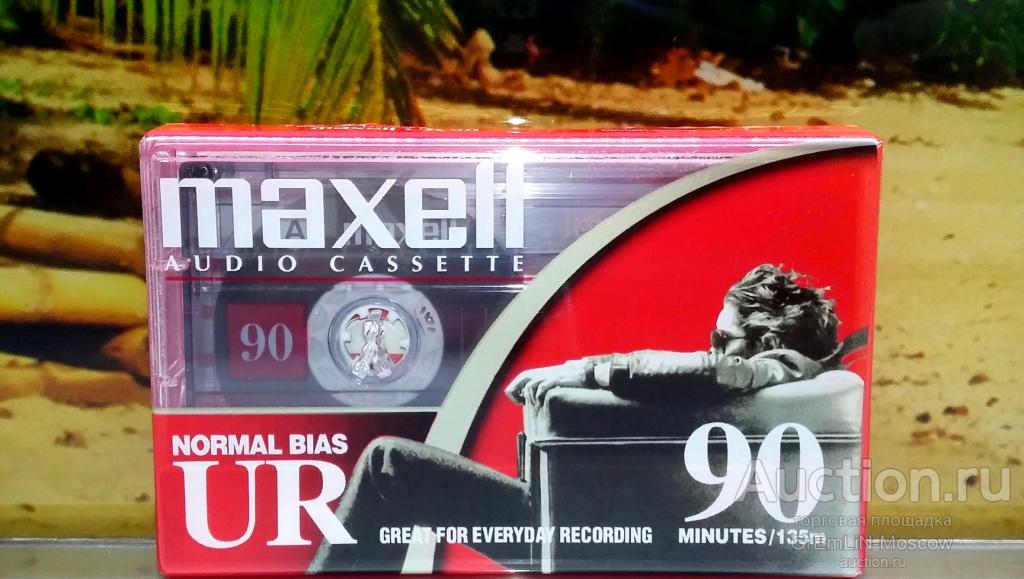 maxell
AUDIO CASSETTE
A maxell
90
NORMAL BIAS
UR
GREAT FOR EVERYDAY RECORDING
90
MINUTES/135m
Auction.ru
торговая площадка
GrEmLiN-Moscow
auction.ru